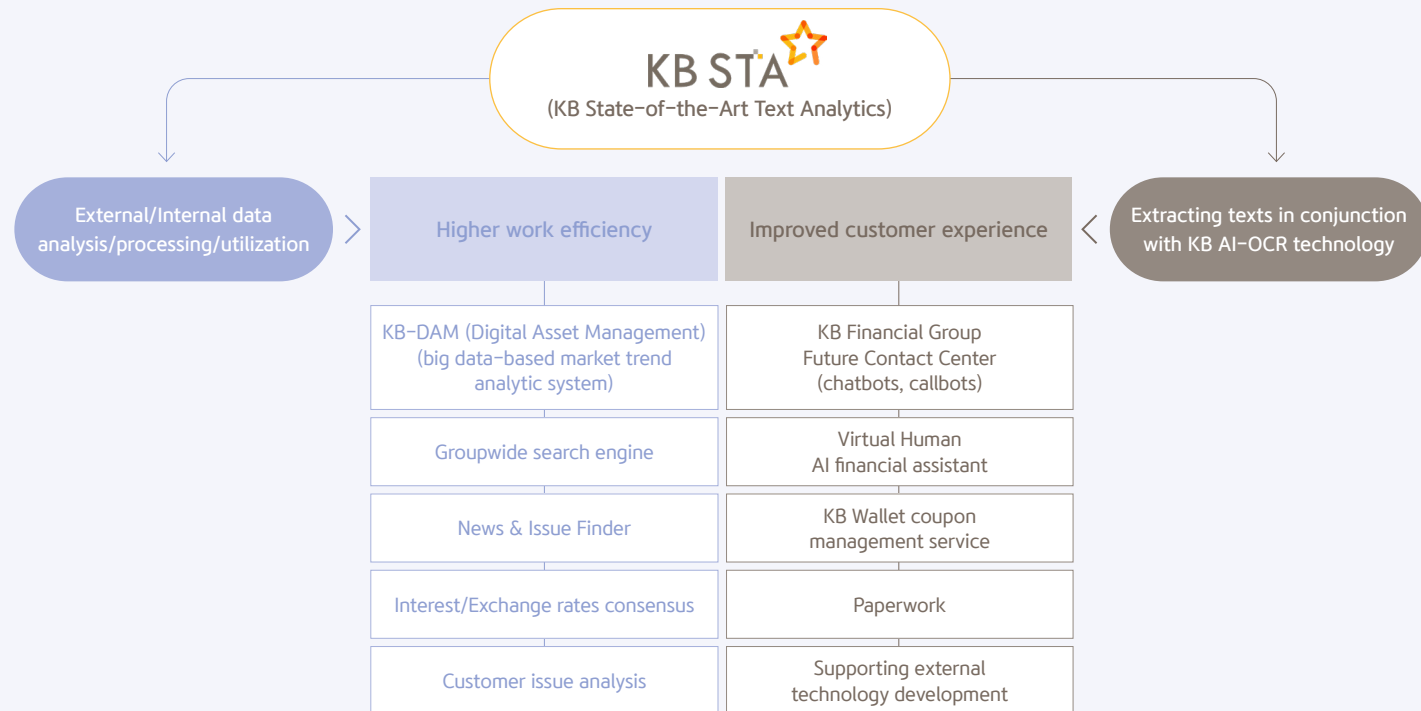 KB STA
(KB State-of-the-Art Text Analytics)
External/Internal data
analysis/processing/utilization
Higher work efficiency
Improved customer experience
Extracting texts in conjunction
with KB AI-OCR technology
KB-DAM (Digital Asset Management)
(big data-based market trend
analytic system)
Groupwide search engine
News & Issue Finder
Interest/Exchange rates consensus
Customer issue analysis
KB Financial Group
Future Contact Center
(chatbots, callbots)
Virtual Human
AI financial assistant
KB Wallet coupon
management service
Paperwork
Supporting external
technology development